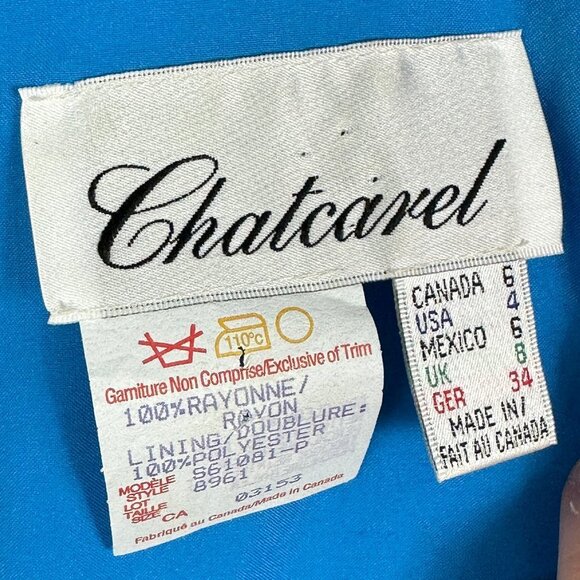 Chatcarel
110°C
Garniture Non Comprise/Exclusive of Trim
100%RAYONNE/
RAYON
LINING/DOUBLURE:
100%POLYESTER
MODÈLE
STYLE S61081-P
LOT 8961
TAILLE
SIZE CA 03153
Fabriqué au Canada/Made in Canada
CANADA 6
USA 4
MEXICO 6
UK 8
GER 34
MADE IN/
FAIT AU CANADA